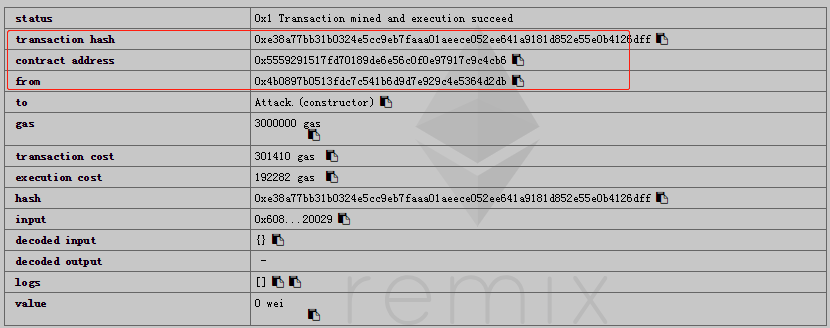 status 0x1 Transaction mined and execution succeed
transaction hash 0xe38a77bb31b0324e5cc9eb7faaa01aeece052ee641a9181d852e55e0b4126dff
contract address 0x5559291517fd70189de6e56c0f0e97917c9c4cb6
from 0x4b0897b0513fdc7c541b6d9d7e929c4e5364d2db
to Attack.(constructor)
gas 3000000 gas
transaction cost 301410 gas
execution cost 192282 gas
hash 0xe38a77bb31b0324e5cc9eb7faaa01aeece052ee641a9181d852e55e0b4126dff
input 0x608...20029
decoded input {}
decoded output -
logs []
value 0 wei
remix